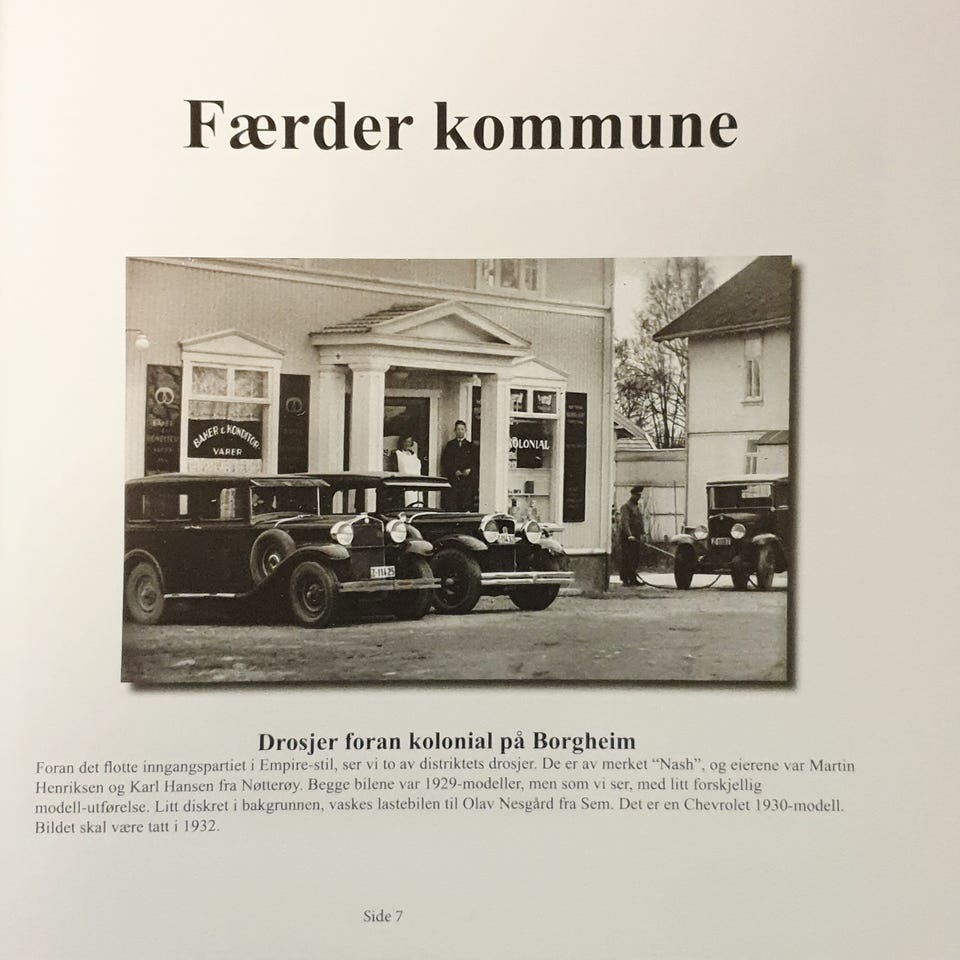 Færder kommune
BAKER & KONDITOR
VARER
KOLONIAL
Z-11425
Drosjer foran kolonial på Borgheim
Foran det flotte inngangspartiet i Empire-stil, ser vi to av distriktets drosjer. De er av merket “Nash”, og eierene var Martin
Henriksen og Karl Hansen fra Nøtterøy. Begge bilene var 1929-modeller, men som vi ser, med litt forskjellig
modell-utførelse. Litt diskret i bakgrunnen, vaskes lastebilen til Olav Nesgård fra Sem. Det er en Chevrolet 1930-modell.
Bildet skal være tatt i 1932.
Side 7